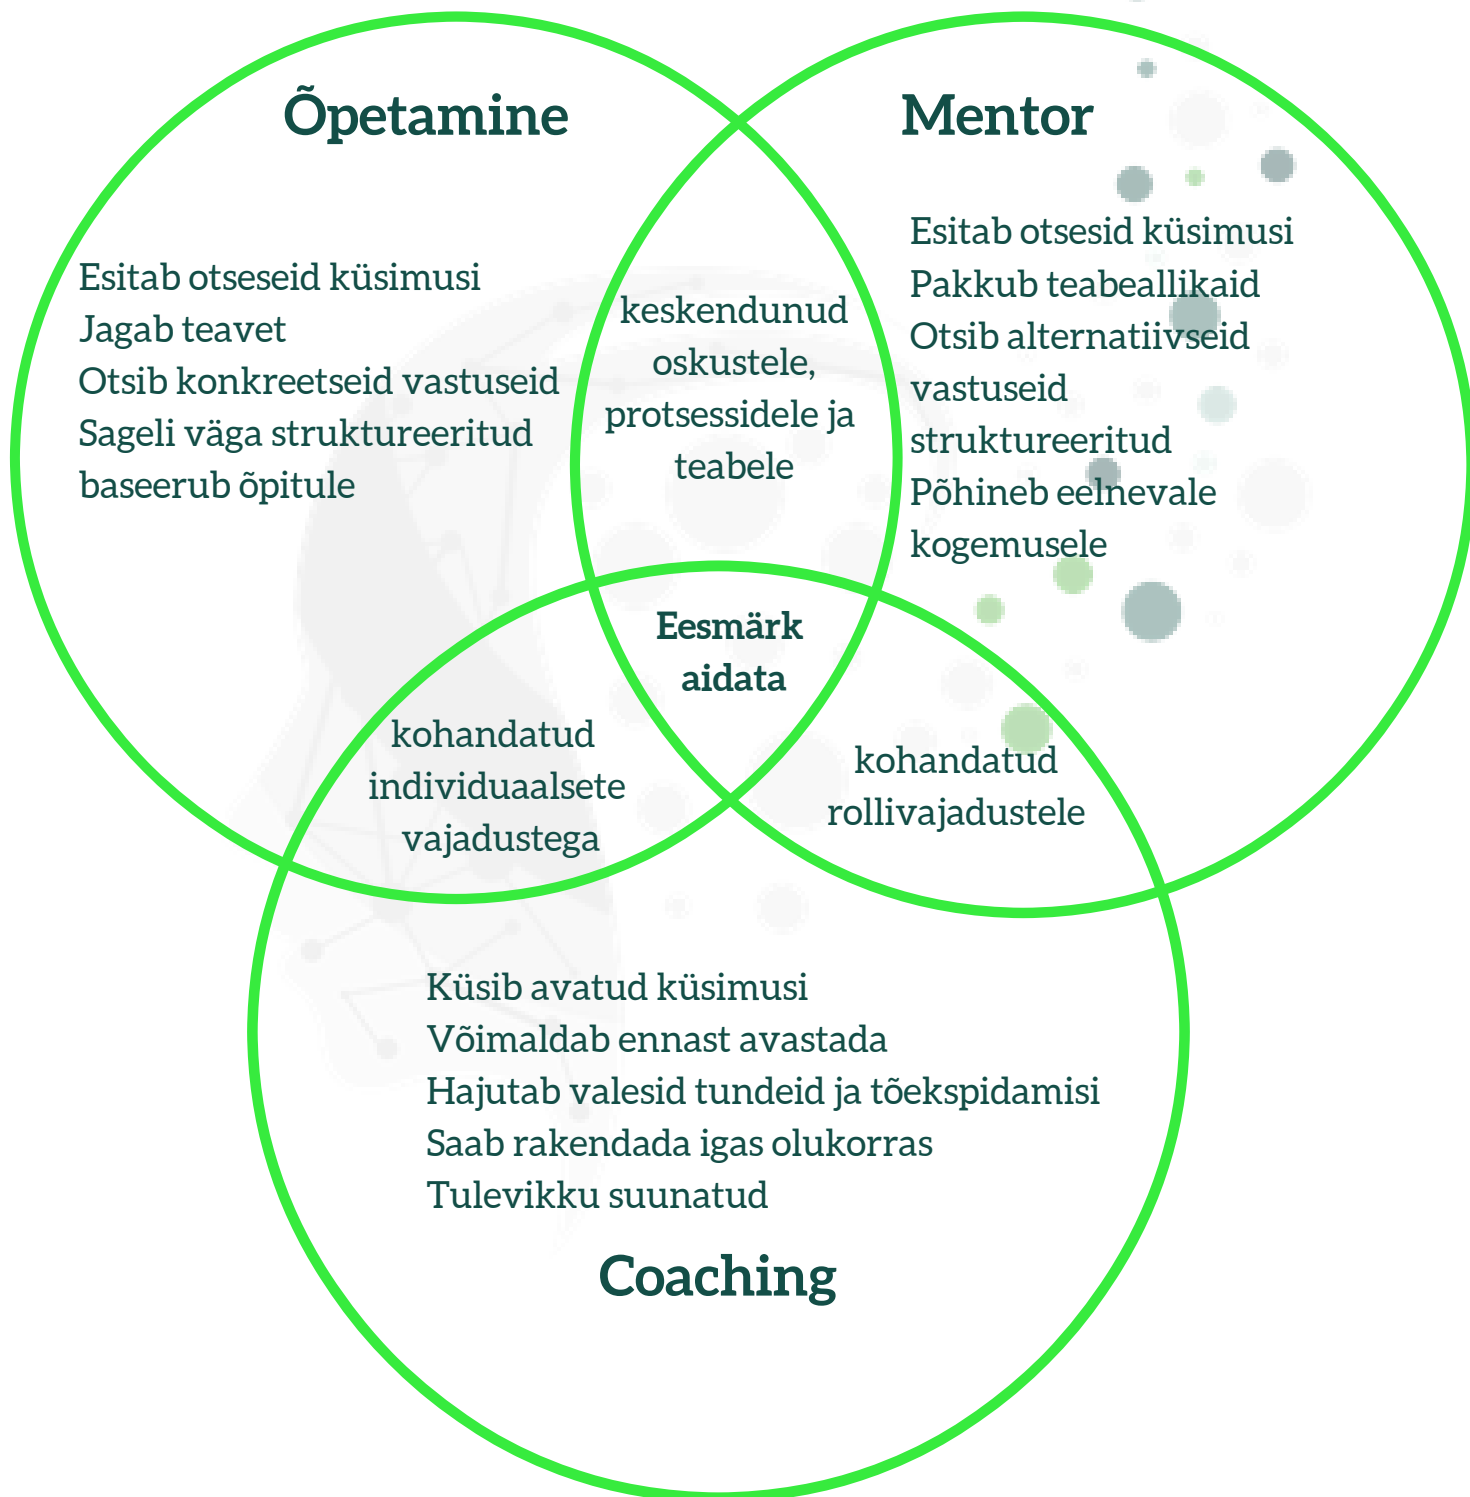 Õpetamine
Esitab otseseid küsimusi
Jagab teavet
Otsib konkreetseid vastuseid
Sageli väga struktureeritud
baseerub õpitule
Mentor
Esitab otsesid küsimusi
Pakkub teabeallikaid
Otsib alternatiivseid
vastuseid
struktureeritud
Põhineb eelnevale
kogemusele
keskendunud
oskustele,
protsessidele ja
teabele
Eesmärk
aidata
kohandatud
individuaalsete
vajadustega
kohandatud
rollivajadustele
Küsib avatud küsimusi
Võimaldab ennast avastada
Hajutab valesid tundeid ja tõekspidamisi
Saab rakendada igas olukorras
Tulevikku suunatud
Coaching